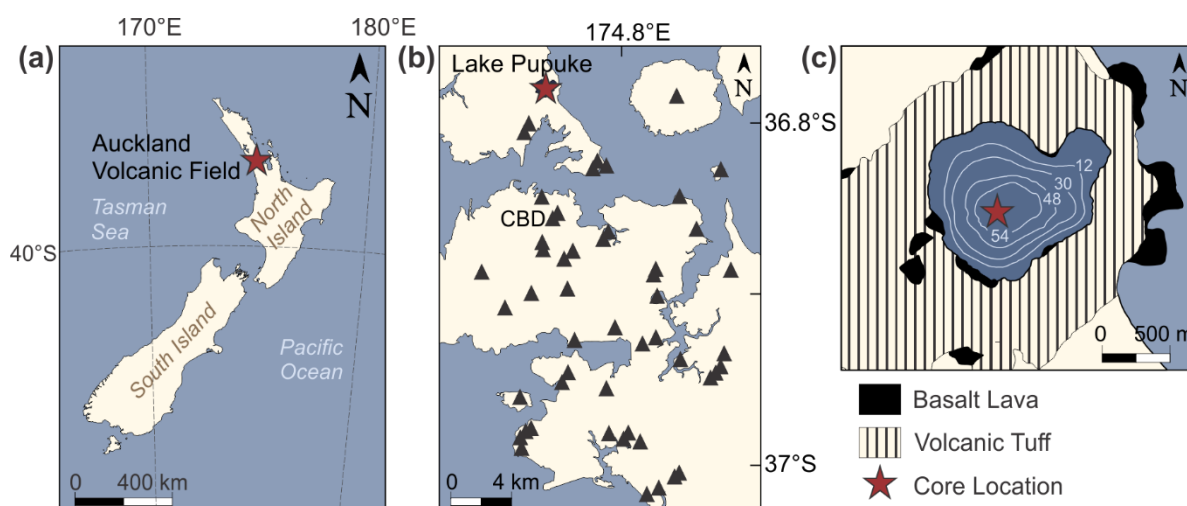 (a)
170°E
180°E
N
Auckland
Volcanic Field
Tasman
Sea
North
Island
40°S
South Island
Pacific
Ocean
0 400 km
(b)
174.8°E
Lake Pupuke
N
36.8°S
CBD
37°S
0 4 km
(c)
N
12
30
48
54
0 500 m
Basalt Lava
Volcanic Tuff
Core Location